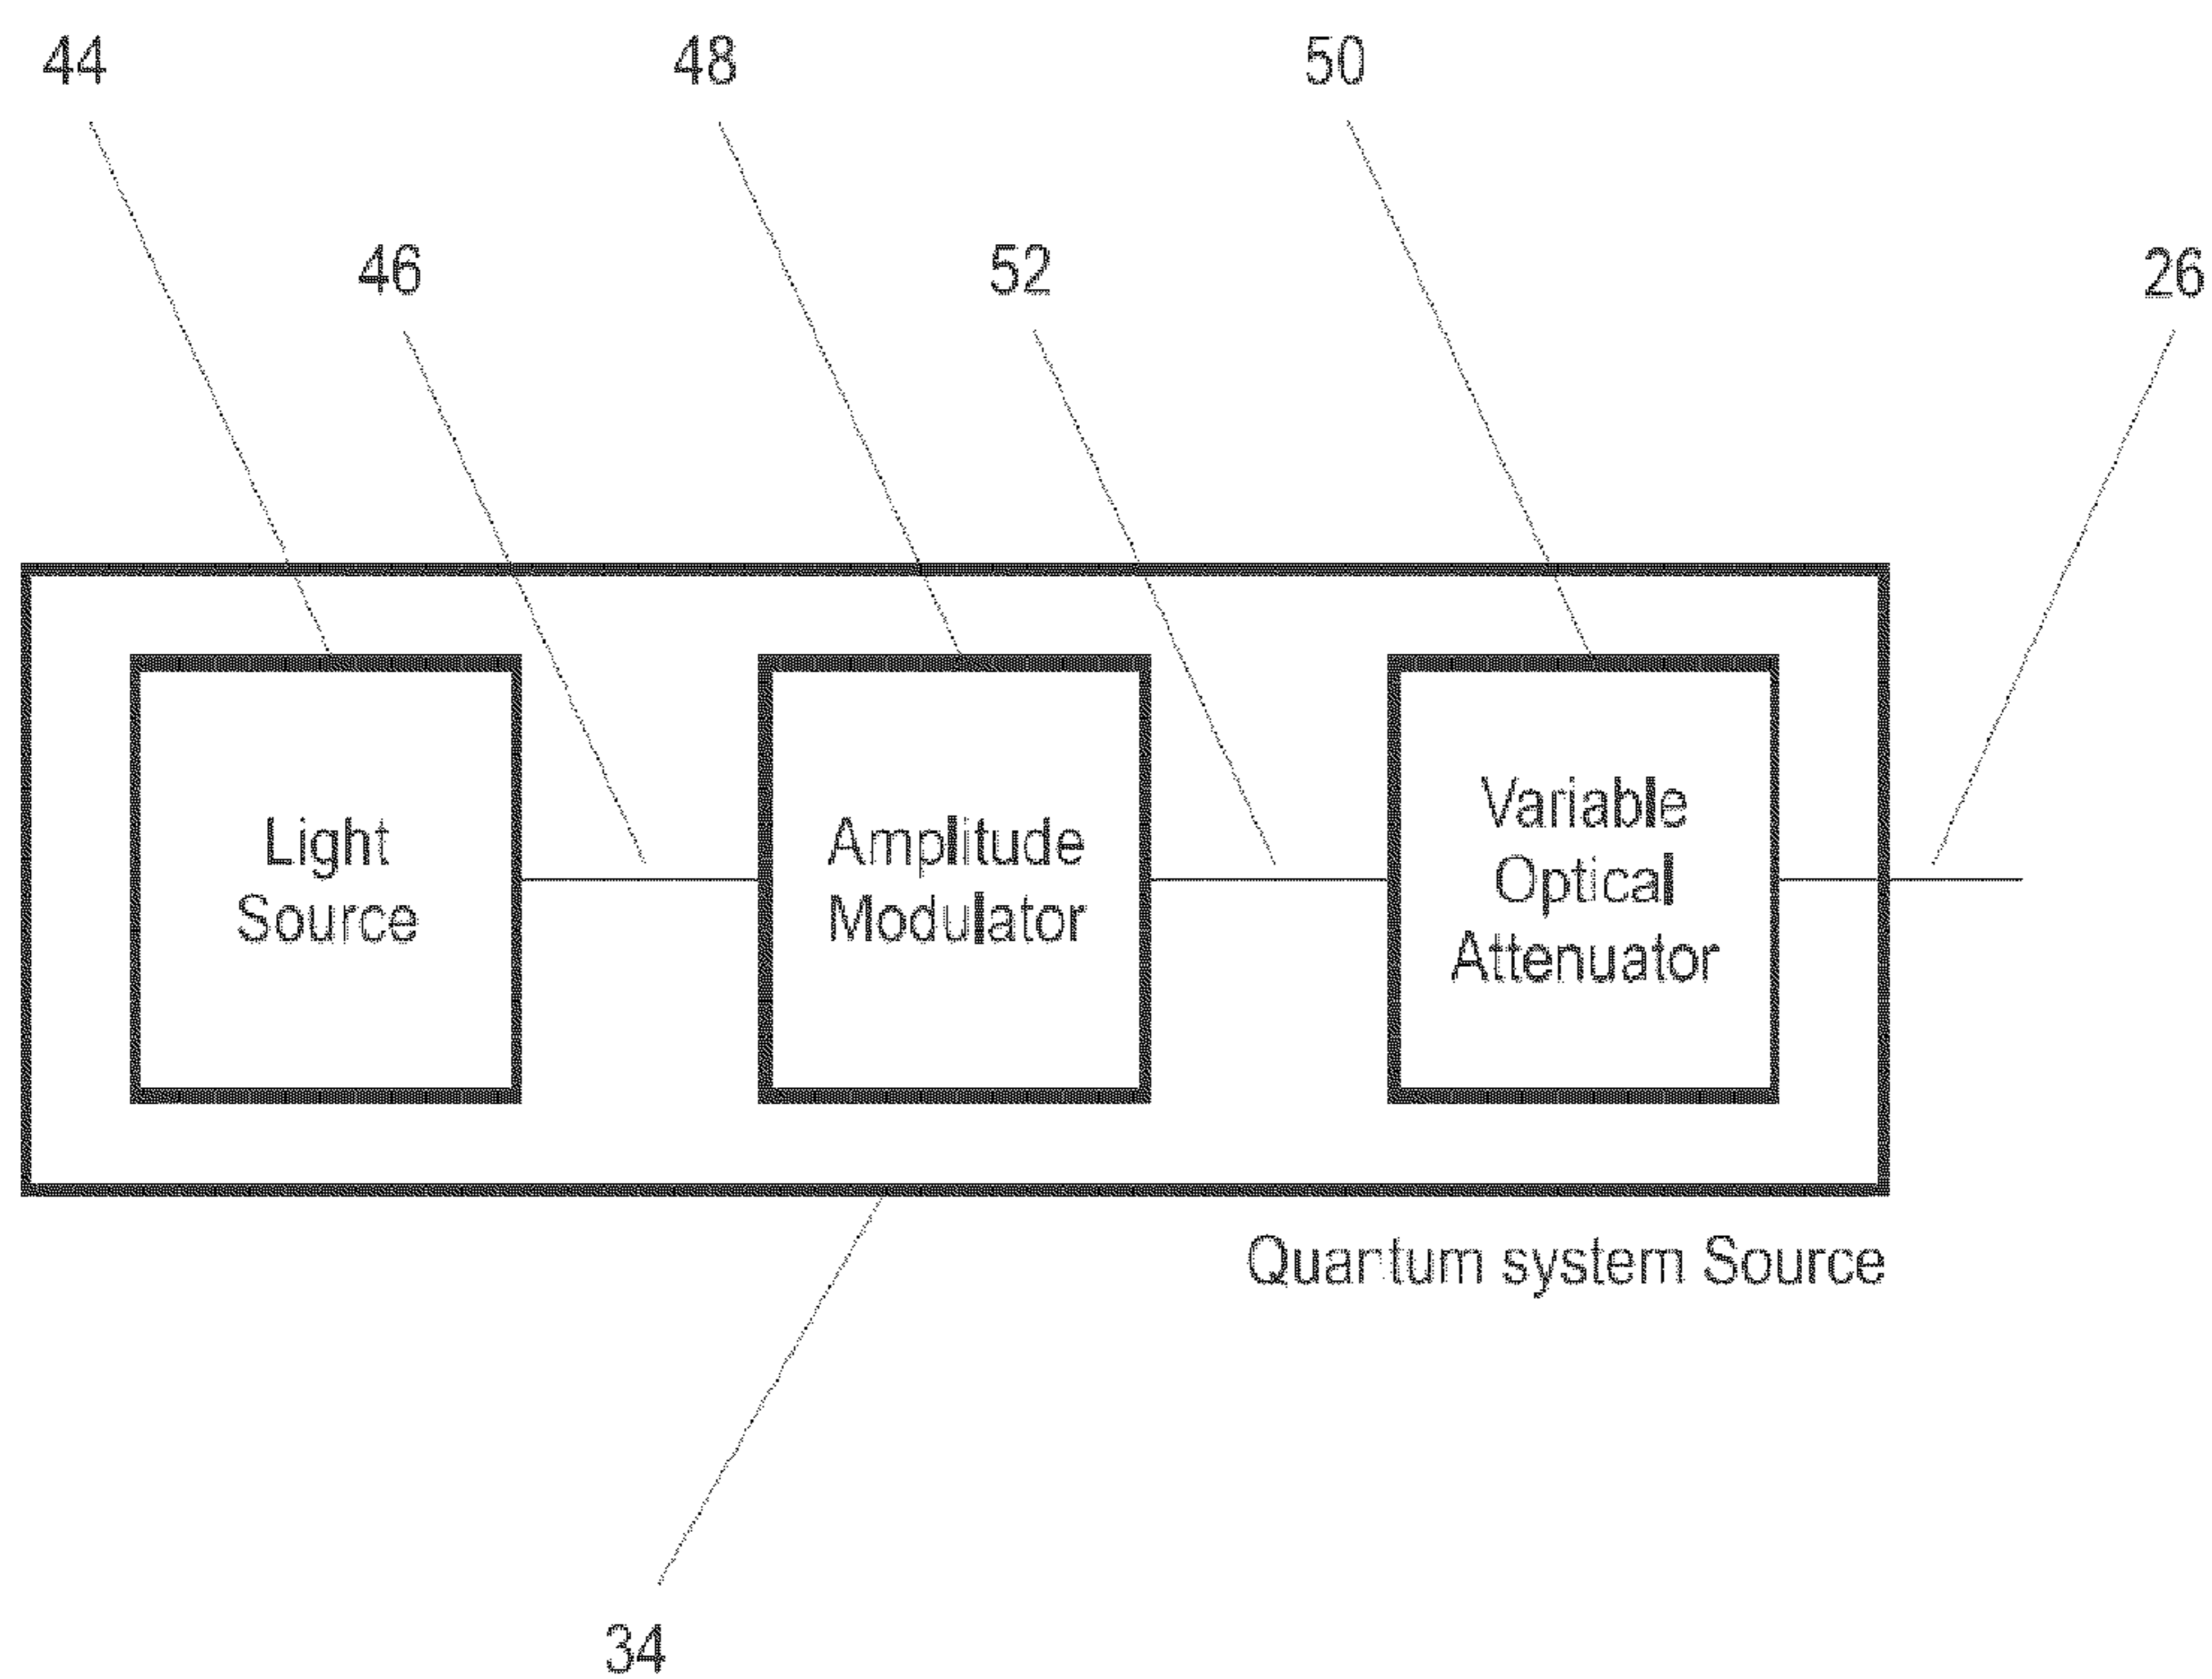 44
48
50
46
52
26
Light
Source
Amplitude
Modulator
Variable
Optical
Attenuator
Quantum system Source
34